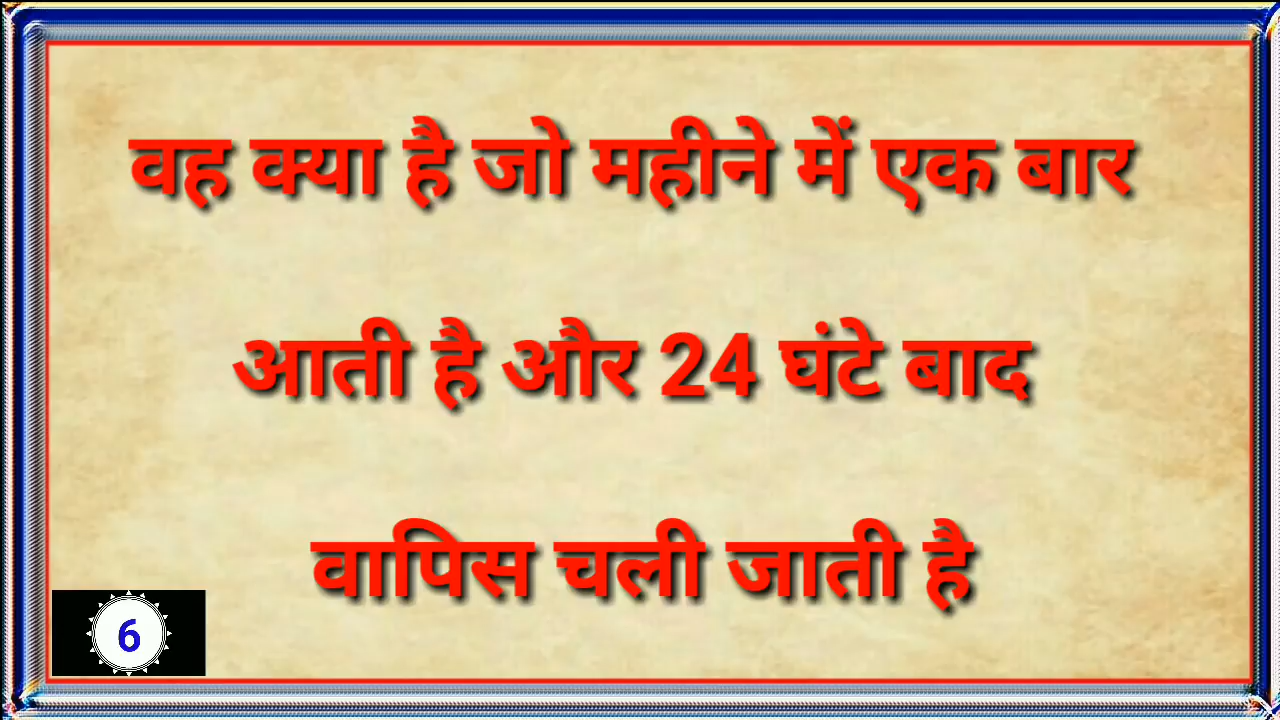 वह क्या है जो महीने में एक बार
आती है और 24 घंटे बाद
वापिस चली जाती है
6